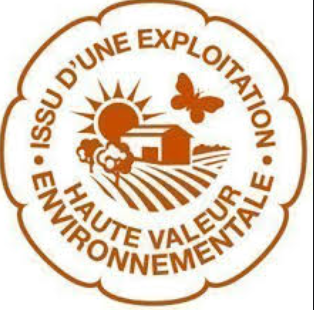 • ISSU D'UNE EXPLOITATION •
HAUTE VALEUR
ENVIRONNEMENTALE